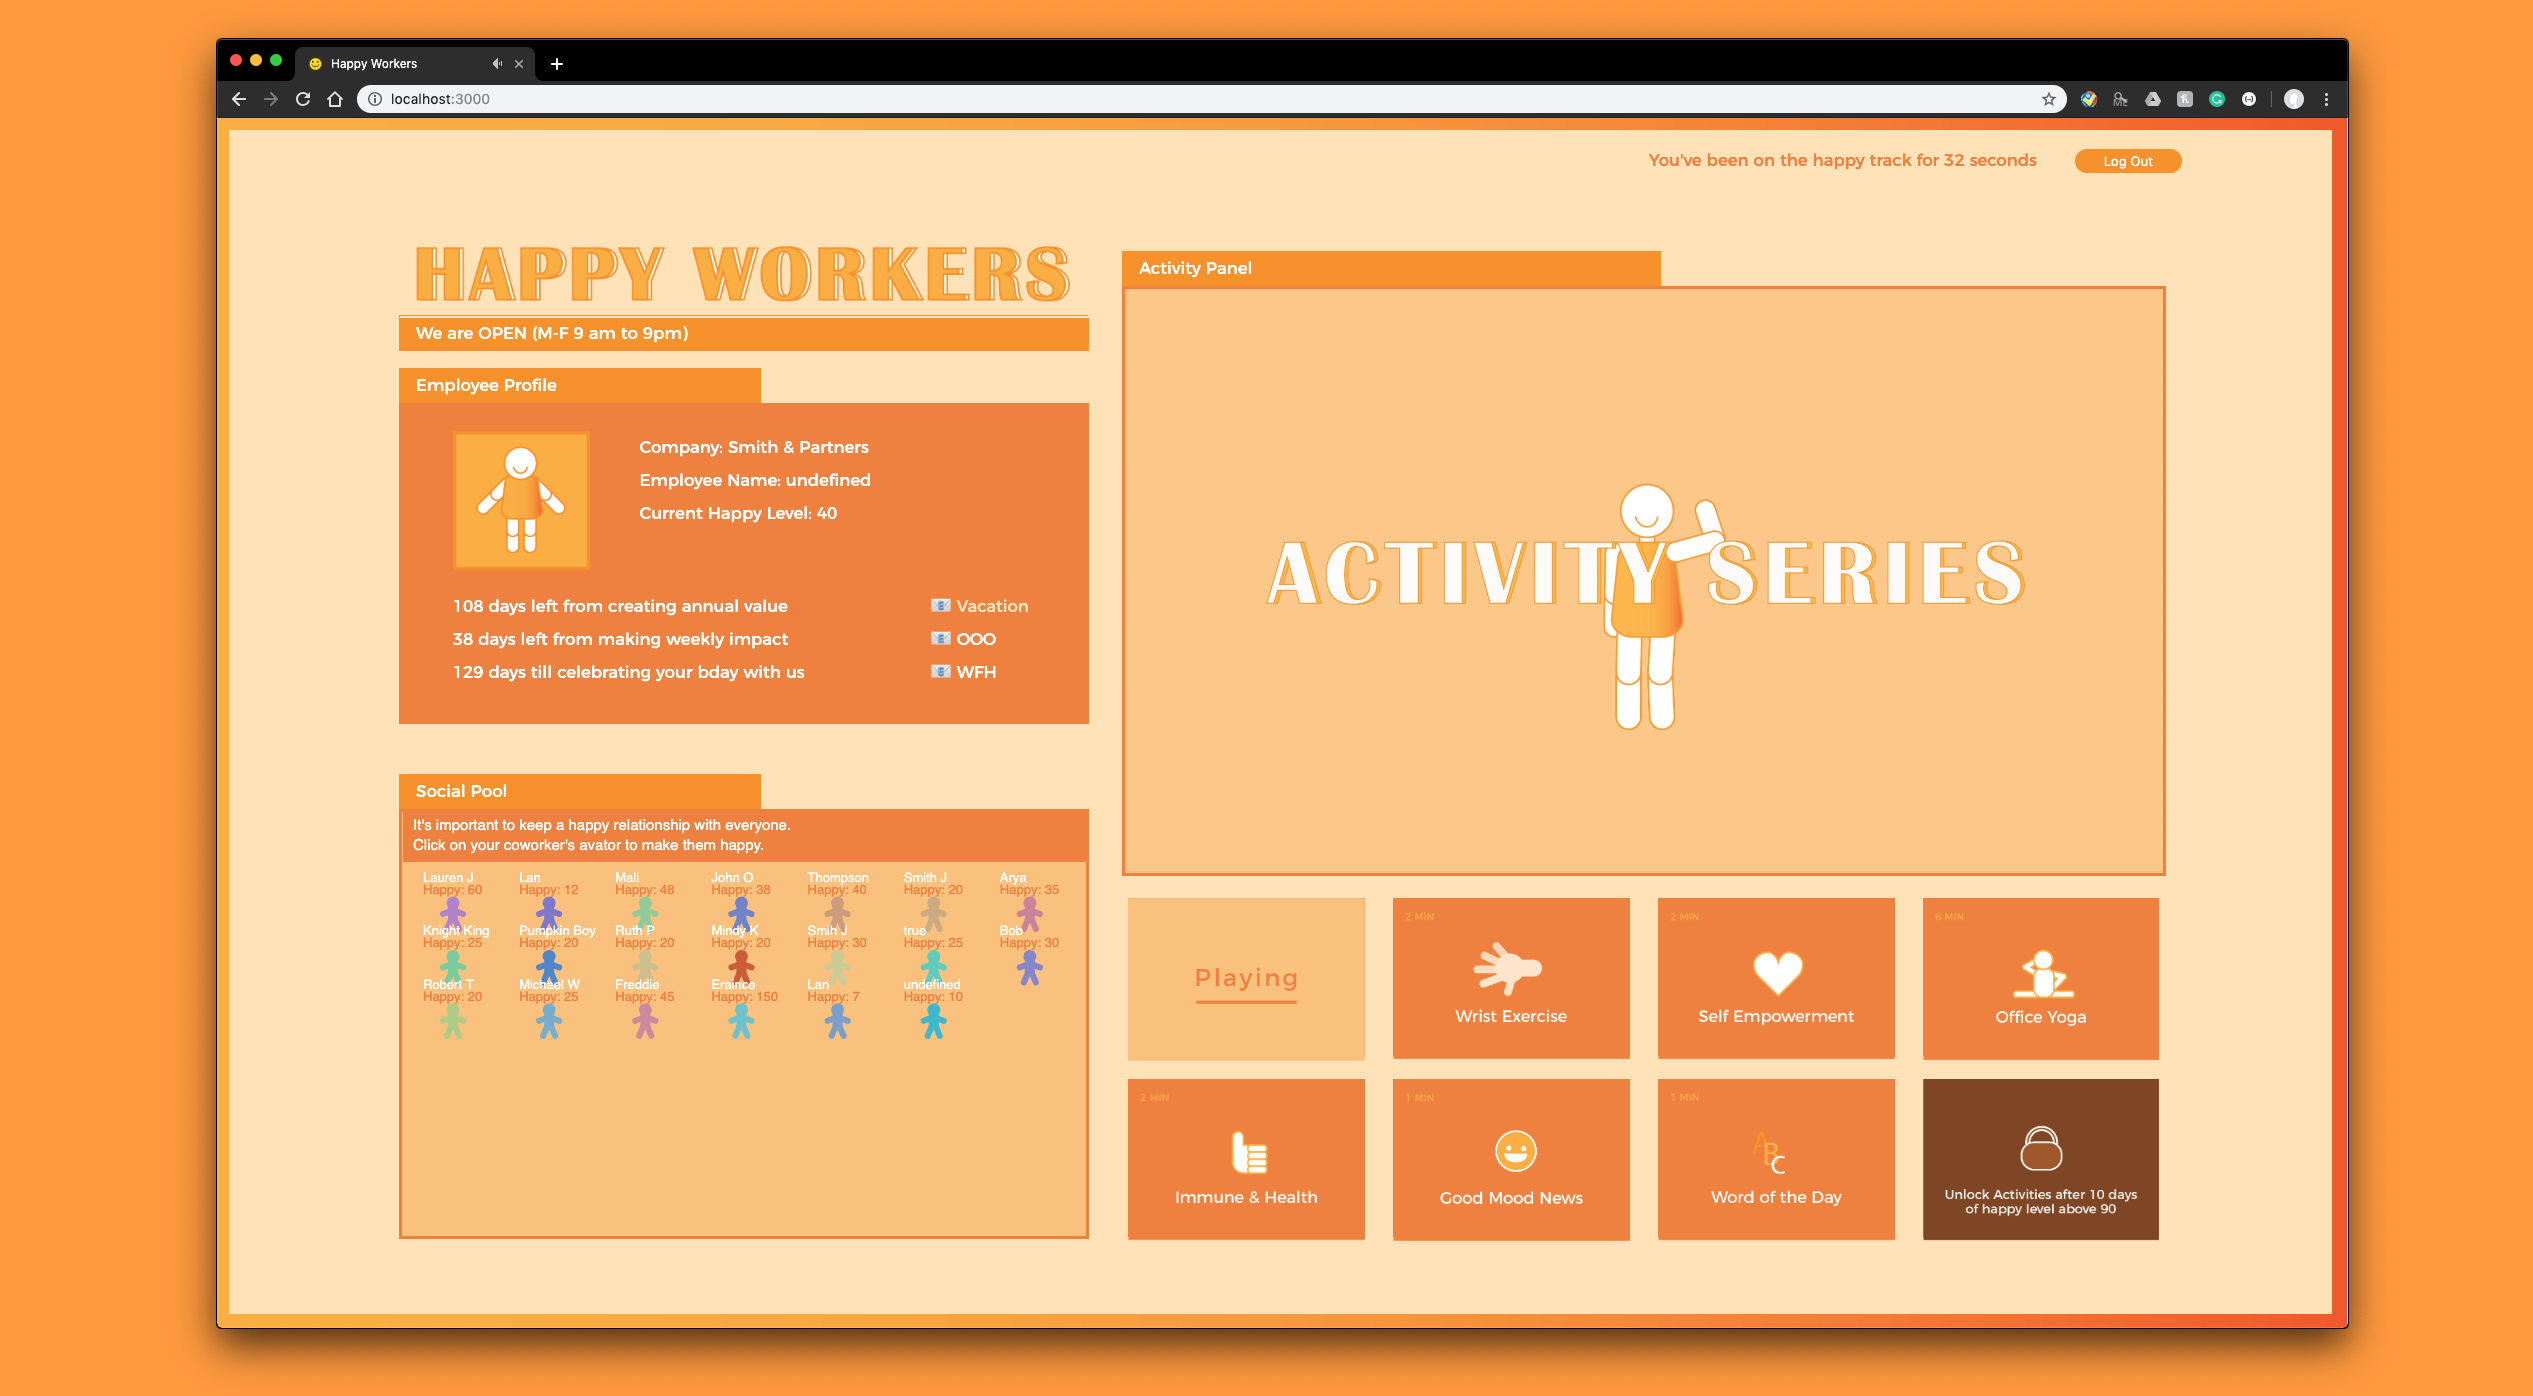 Happy Workers
localhost:3000
You've been on the happy track for 32 seconds
Log Out
HAPPY WORKERS
We are OPEN (M-F 9 am to 9pm)
Employee Profile
Company: Smith & Partners
Employee Name: undefined
Current Happy Level: 40
108 days left from creating annual value
Vacation
38 days left from making weekly impact
OOO
129 days till celebrating your bday with us
WFH
Social Pool
It's important to keep a happy relationship with everyone.
Click on your coworker's avator to make them happy.
Lauren J Lan Mali John O Thompson Smith J Arya
Happy: 60 Happy: 12 Happy: 48 Happy: 38 Happy: 40 Happy: 20 Happy: 35
Knight King Pumpkin Boy Ruth P Mindy K Smih J true Bob
Happy: 25 Happy: 20 Happy: 20 Happy: 20 Happy: 30 Happy: 25 Happy: 30
Robert T Michael W Freddie Eraince Lan undefined
Happy: 20 Happy: 25 Happy: 45 Happy: 150 Happy: 7 Happy: 10
Activity Panel
ACTIVITY SERIES
Playing
2 MIN
Wrist Exercise
2 MIN
Self Empowerment
6 MIN
Office Yoga
2 MIN
Immune & Health
1 MIN
Good Mood News
1 MIN
ABC
Word of the Day
Unlock Activities after 10 days
of happy level above 90